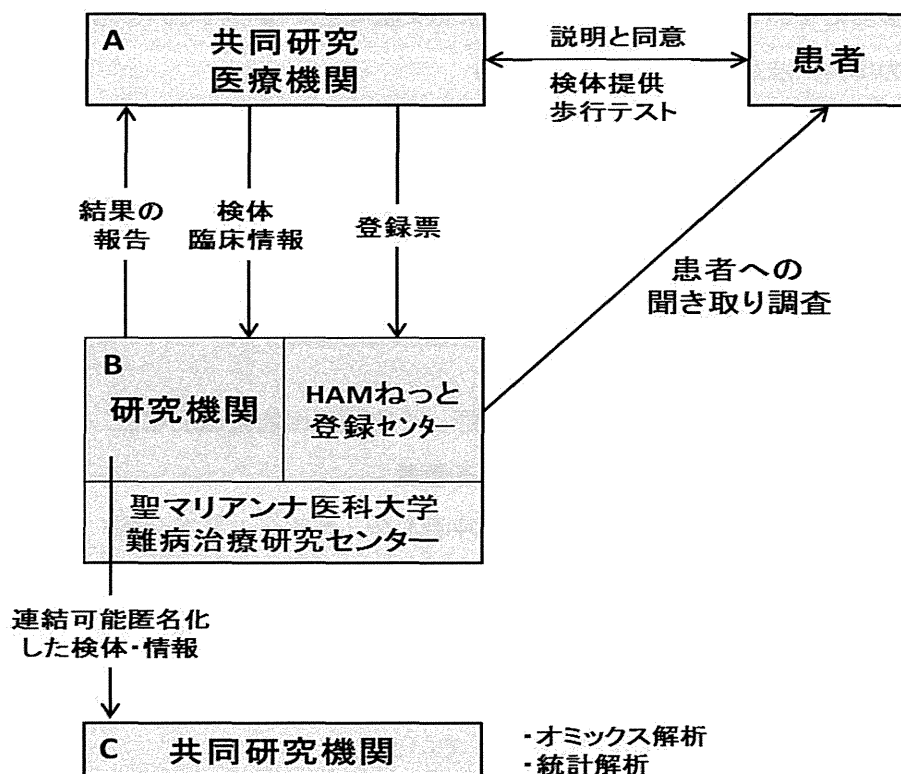 A 共同研究
医療機関
説明と同意
検体提供
歩行テスト
患者
結果の
報告
検体
臨床情報
登録票
患者への
聞き取り調査
B
研究機関
HAMねっと
登録センター
聖マリアンナ医科大学
難病治療研究センター
連結可能匿名化
した検体・情報
C 共同研究機関
・オミックス解析
・統計解析